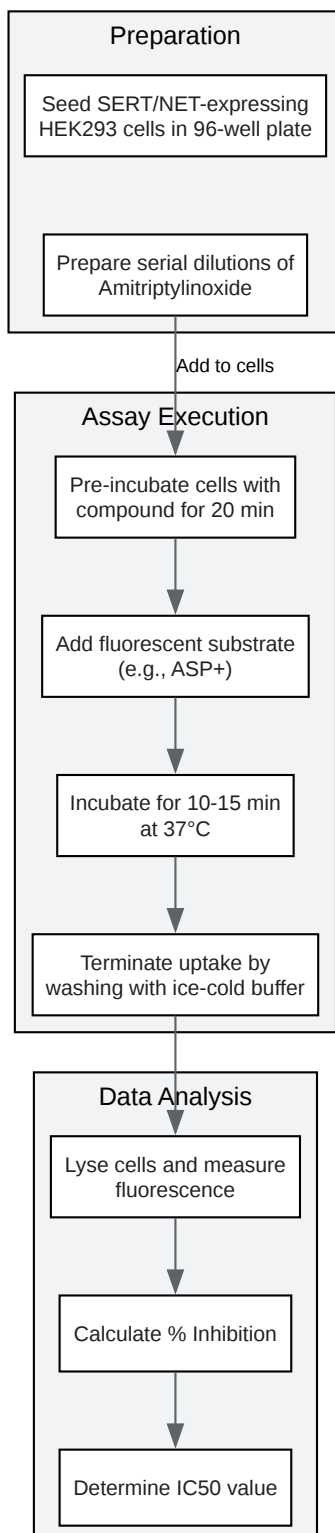 Preparation
Seed SERT/NET-expressing
HEK293 cells in 96-well plate
Prepare serial dilutions of
Amitriptylinoxide
Add to cells
Assay Execution
Pre-incubate cells with
compound for 20 min
Add fluorescent substrate
(e.g., ASP+)
Incubate for 10-15 min
at 37°C
Terminate uptake by
washing with ice-cold buffer
Data Analysis
Lyse cells and measure
fluorescence
Calculate % Inhibition
Determine IC50 value